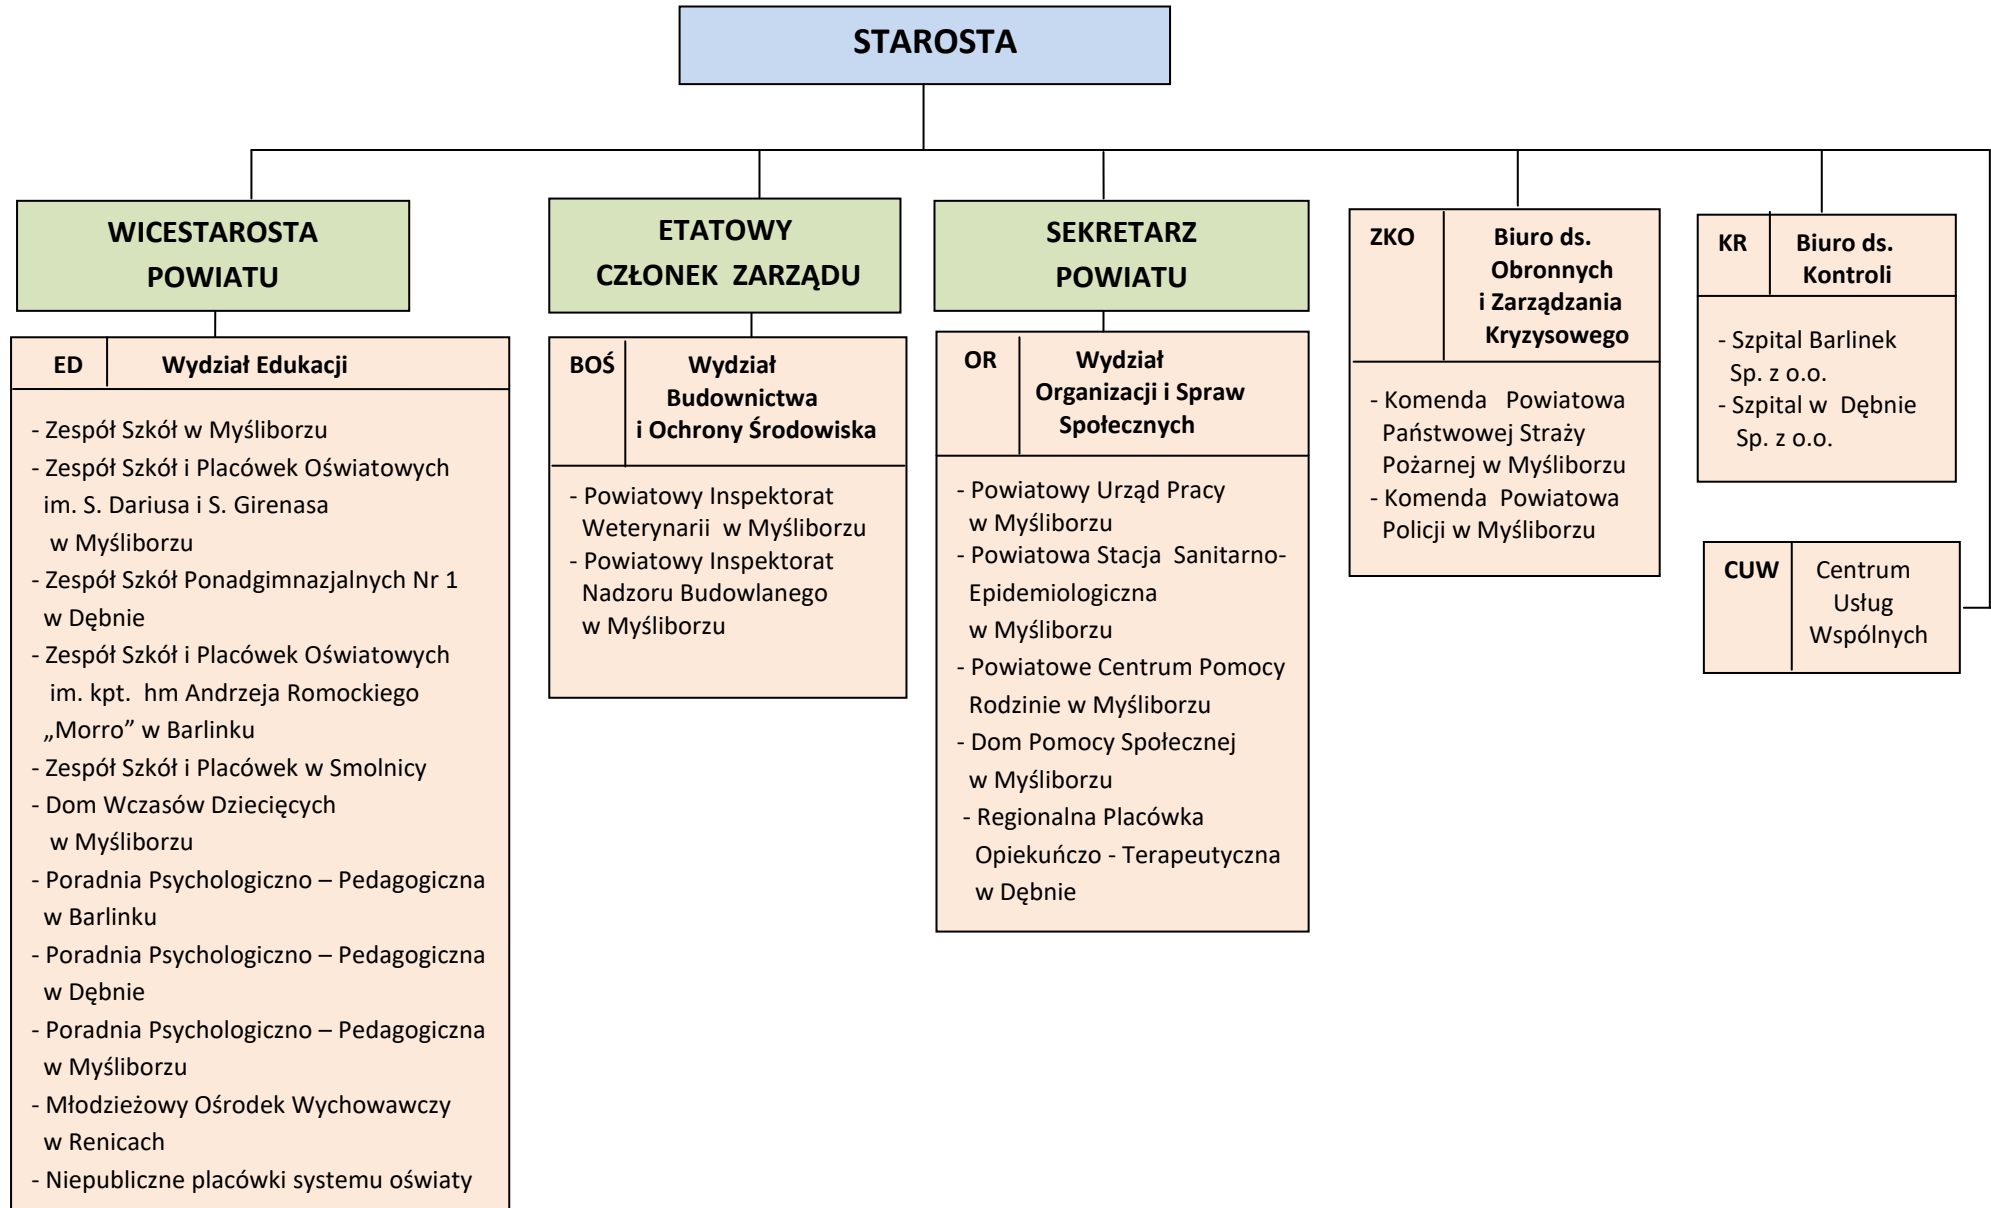 STAROSTA
WICESTAROSTA
POWIATU
ED Wydział Edukacji
- Zespół Szkół w Myśliborzu
- Zespół Szkół i Placówek Oświatowych
im. S. Dariusa i S. Girenasa
w Myśliborzu
- Zespół Szkół Ponadgimnazjalnych Nr 1
w Dębnie
- Zespół Szkół i Placówek Oświatowych
im. kpt. hm Andrzeja Romockiego
„Morro” w Barlinku
- Zespół Szkół i Placówek w Smolnicy
- Dom Wczasów Dziecięcych
w Myśliborzu
- Poradnia Psychologiczno – Pedagogiczna
w Barlinku
- Poradnia Psychologiczno – Pedagogiczna
w Dębnie
- Poradnia Psychologiczno – Pedagogiczna
w Myśliborzu
- Młodzieżowy Ośrodek Wychowawczy
w Renicach
- Niepubliczne placówki systemu oświaty
ETATOWY
CZŁONEK ZARZĄDU
BOŚ Wydział
Budownictwa
i Ochrony Środowiska
- Powiatowy Inspektorat
Weterynarii w Myśliborzu
- Powiatowy Inspektorat
Nadzoru Budowlanego
w Myśliborzu
SEKRETARZ
POWIATU
OR Wydział
Organizacji i Spraw
Społecznych
- Powiatowy Urząd Pracy
w Myśliborzu
- Powiatowa Stacja Sanitarno-
Epidemiologiczna
w Myśliborzu
- Powiatowe Centrum Pomocy
Rodzinie w Myśliborzu
- Dom Pomocy Społecznej
w Myśliborzu
- Regionalna Placówka
Opiekuńczo - Terapeutyczna
w Dębnie
ZKO Biuro ds.
Obronnych
i Zarządzania
Kryzysowego
- Komenda Powiatowa
Państwowej Straży
Pożarnej w Myśliborzu
- Komenda Powiatowa
Policji w Myśliborzu
KR Biuro ds.
Kontroli
- Szpital Barlinek
Sp. z o.o.
- Szpital w Dębnie
Sp. z o.o.
CUW Centrum
Usług
Wspólnych